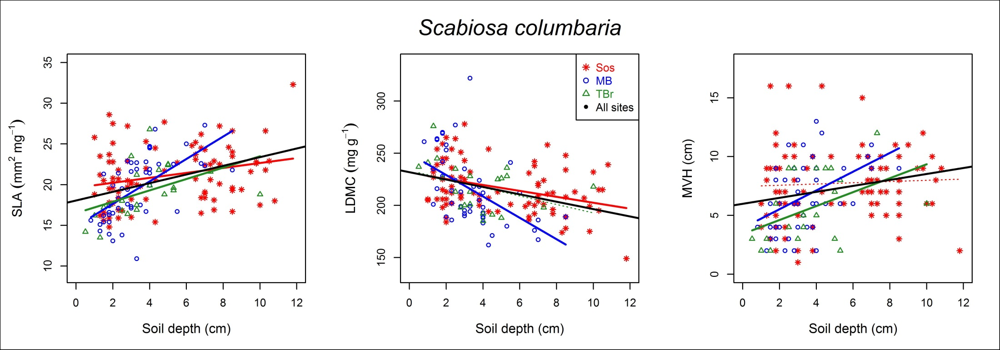 Scabiosa columbaria
SLA (mm² mg⁻¹)
35
30
25
20
15
10
0 2 4 6 8 10 12
Soil depth (cm)
LDMC (mg g⁻¹)
300
250
200
150
0 2 4 6 8 10 12
Soil depth (cm)
Sos
MB
TBr
All sites
MVH (cm)
15
10
5
0
0 2 4 6 8 10 12
Soil depth (cm)